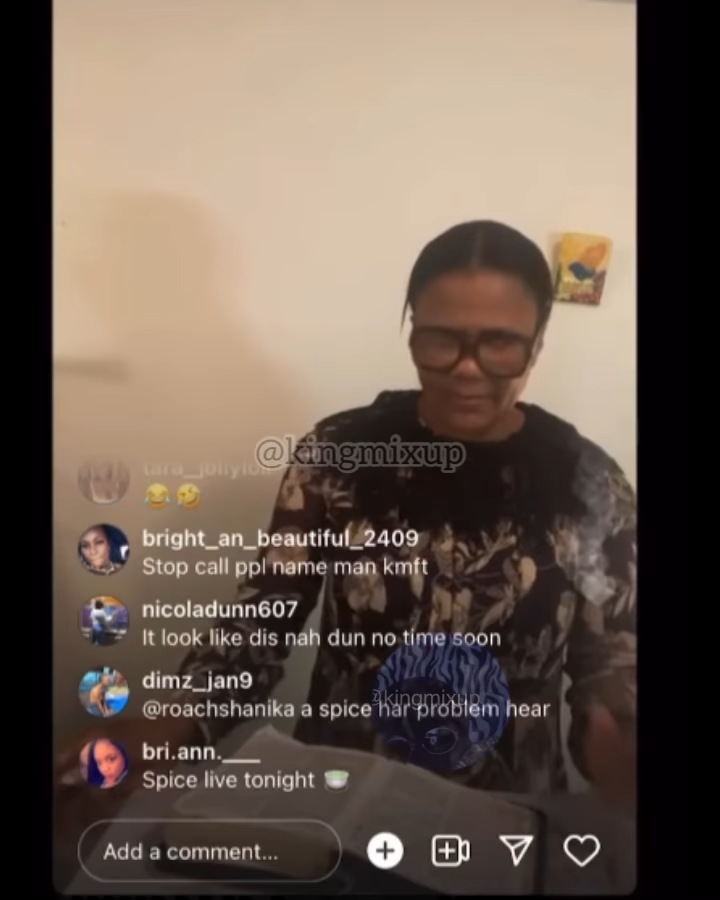 @kingmixup
😂🤣
bright_an_beautiful_2409
Stop call ppl name man kmft
nicoladunn607
It look like dis nah dun no time soon
dimz_jan9
@roachshanika a spice har problem hear
@kingmixup
bri.ann.___
Spice live tonight 🍵
Add a comment...